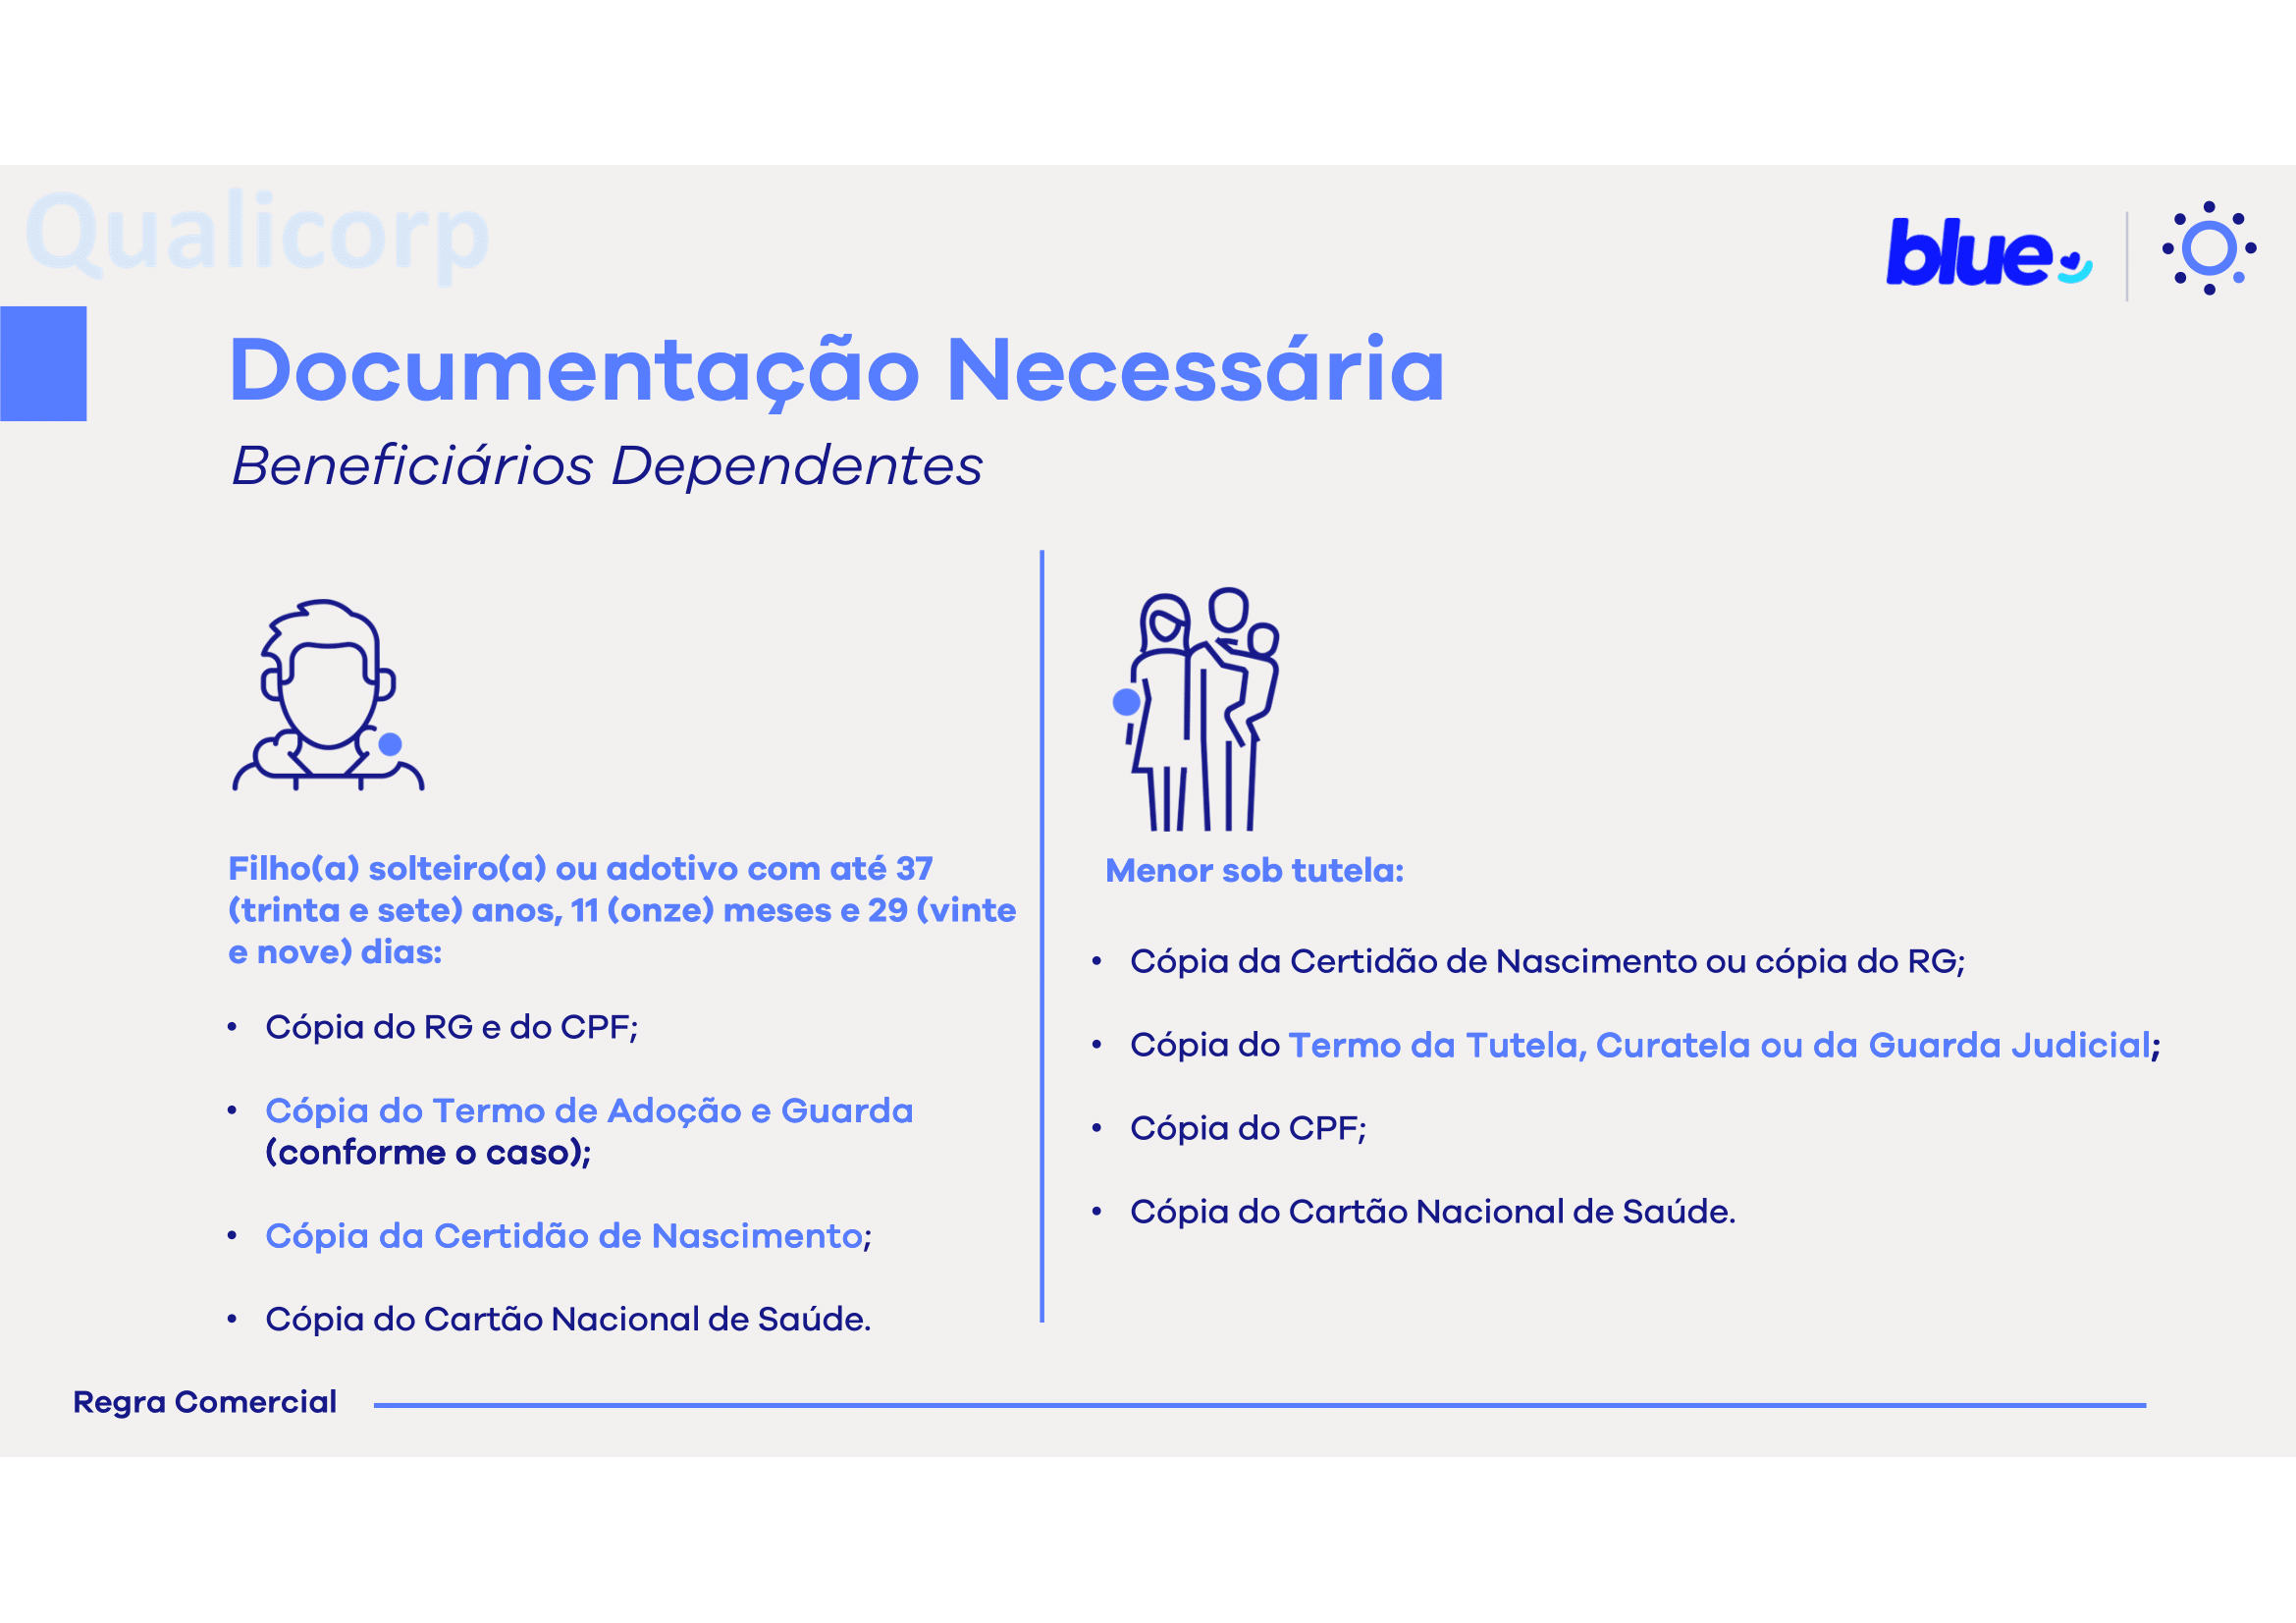 Qualicorp
blue
Documentação Necessária
Beneficiários Dependentes
Filho(a) solteiro(a) ou adotivo com até 37
(trinta e sete) anos, 11 (onze) meses e 29 (vinte
e nove) dias:
• Cópia do RG e do CPF;
• Cópia do Termo de Adoção e Guarda
(conforme o caso);
• Cópia da Certidão de Nascimento;
• Cópia do Cartão Nacional de Saúde.
Menor sob tutela:
• Cópia da Certidão de Nascimento ou cópia do RG;
• Cópia do Termo da Tutela, Curatela ou da Guarda Judicial;
• Cópia do CPF;
• Cópia do Cartão Nacional de Saúde.
Regra Comercial